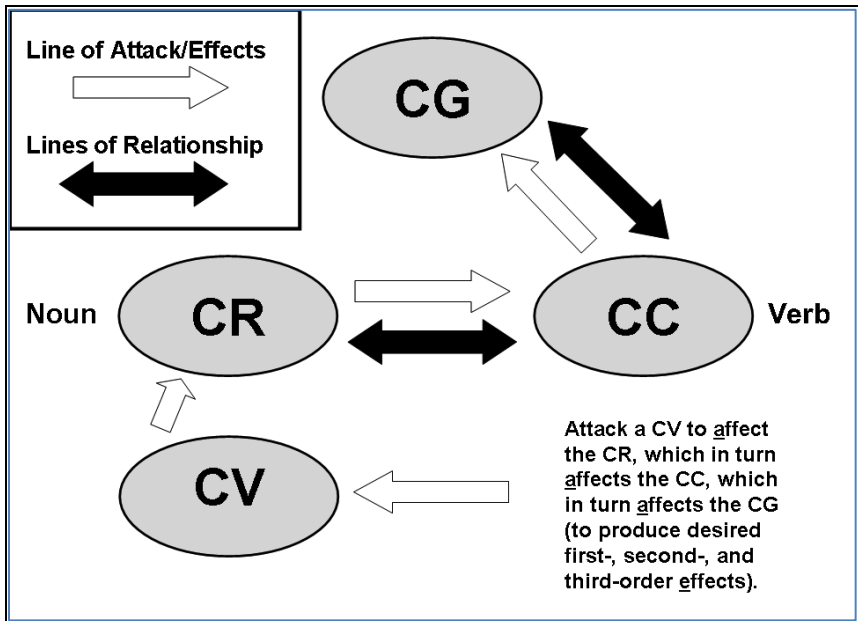 Line of Attack/Effects
Lines of Relationship
CG
Noun
CR
CC
Verb
CV
Attack a CV to affect
the CR, which in turn
affects the CC, which
in turn affects the CG
(to produce desired
first-, second-, and
third-order effects).